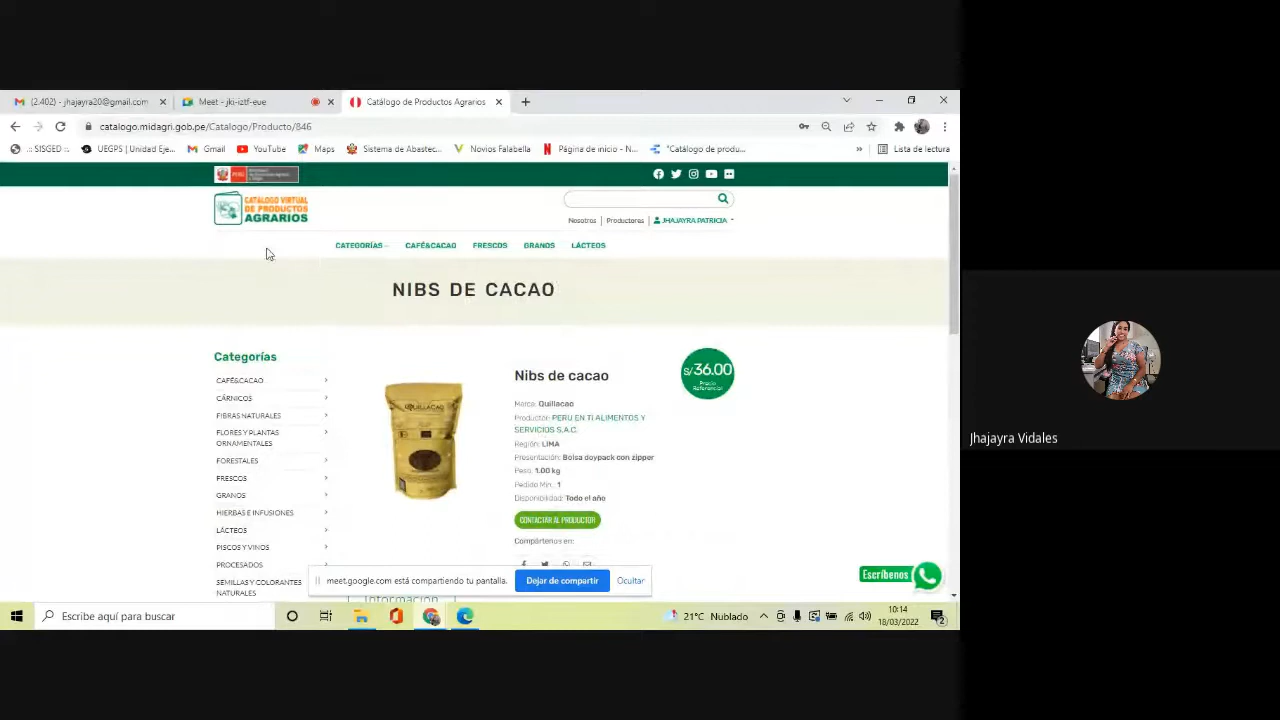 (2.402) - jhajayra20@gmail.com
Meet - jki-iztf-eue
Catálogo de Productos Agrarios
catalogo.midagri.gob.pe/Catalogo/Producto/846
.:: SISGED ::.
UEGPS | Unidad Eje...
Gmail
YouTube
Maps
Sistema de Abastec...
Novios Falabella
Página de inicio - N...
"Catálogo de produ...
»
Lista de lectura
PERÚ
CATÁLOGO VIRTUAL
DE PRODUCTOS
AGRARIOS
Nosotros | Productores | JHAJAYRA PATRICIA
CATEGORÍAS CAFÉ&CACAO FRESCOS GRANOS LÁCTEOS
NIBS DE CACAO
Categorías
CAFÉ&CACAO
CÁRNICOS
FIBRAS NATURALES
FLORES Y PLANTAS
ORNAMENTALES
FORESTALES
FRESCOS
GRANOS
HIERBAS E INFUSIONES
LÁCTEOS
PISCOS Y VINOS
PROCESADOS
SEMILLAS Y COLORANTES
NATURALES
QUILLACAO
Nibs de cacao
S/36.00
Precio
Referencial
Marca: Quillacao
Productor: PERU EN TI ALIMENTOS Y
SERVICIOS S.A.C.
Región: LIMA
Presentación: Bolsa doypack con zipper
Peso: 1.00 kg
Pedido Min.: 1
Disponibilidad: Todo el año
CONTACTAR AL PRODUCTOR
Compártenos en:
Escríbenos
meet.google.com está compartiendo tu pantalla.
Dejar de compartir
Ocultar
Información
Escribe aquí para buscar
21°C Nublado
10:14
18/03/2022
2
Jhajayra Vidales